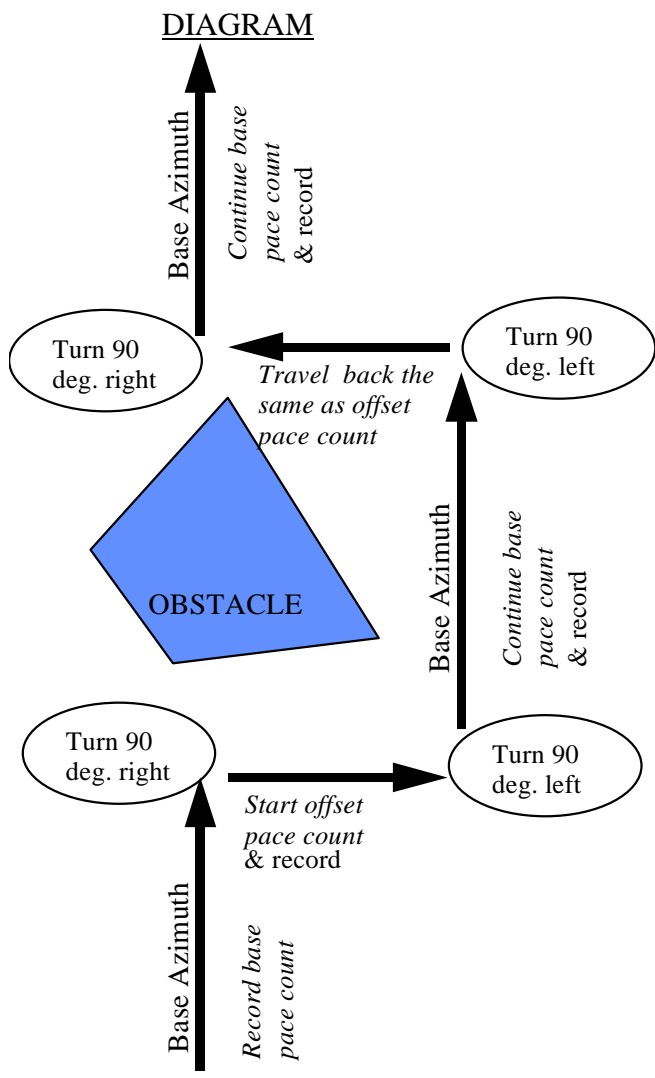 DIAGRAM
Base Azimuth
Continue base
pace count
& record
Turn 90
deg. right
Turn 90
deg. left
Travel back the
same as offset
pace count
OBSTACLE
Base Azimuth
Continue base
pace count
& record
Turn 90
deg. right
Turn 90
deg. left
Start offset
pace count
& record
Base Azimuth
Record base
pace count